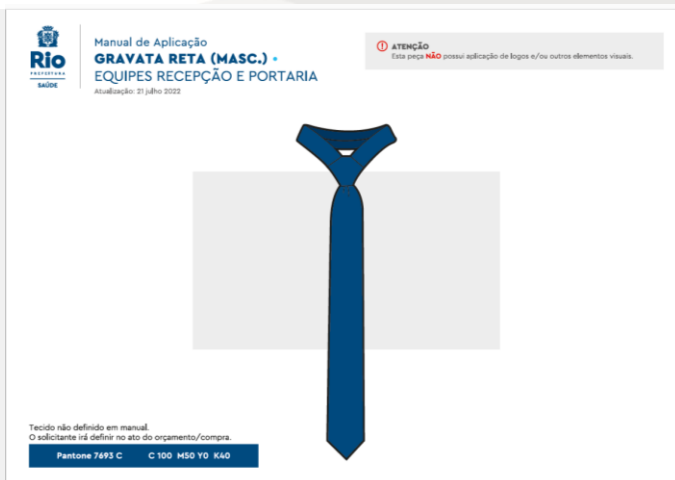 Rio
PREFEITURA
SAÚDE
Manual de Aplicação
GRAVATA RETA (MASC.) •
EQUIPES RECEPÇÃO E PORTARIA
Atualização: 21 julho 2022
ATENÇÃO
Esta peça NÃO possui aplicação de logos e/ou outros elementos visuais.
Tecido não definido em manual.
O solicitante irá definir no ato do orçamento/compra.
Pantone 7693 C C 100 M50 Y0 K40